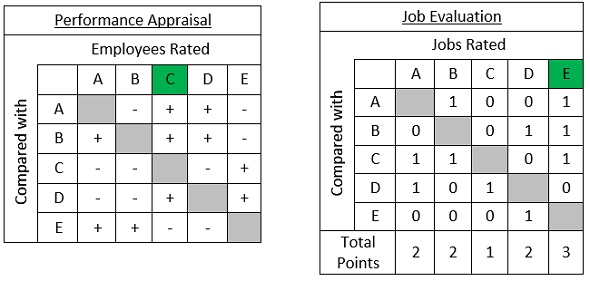 Performance Appraisal
Employees Rated
Compared with
A B C D E
A - + + -
B + + + -
C - - - +
D - - + +
E + + - -
Job Evaluation
Jobs Rated
Compared with
A B C D E
A 1 0 0 1
B 0 0 1 1
C 1 1 0 1
D 1 0 1 0
E 0 0 0 1
Total
Points 2 2 1 2 3